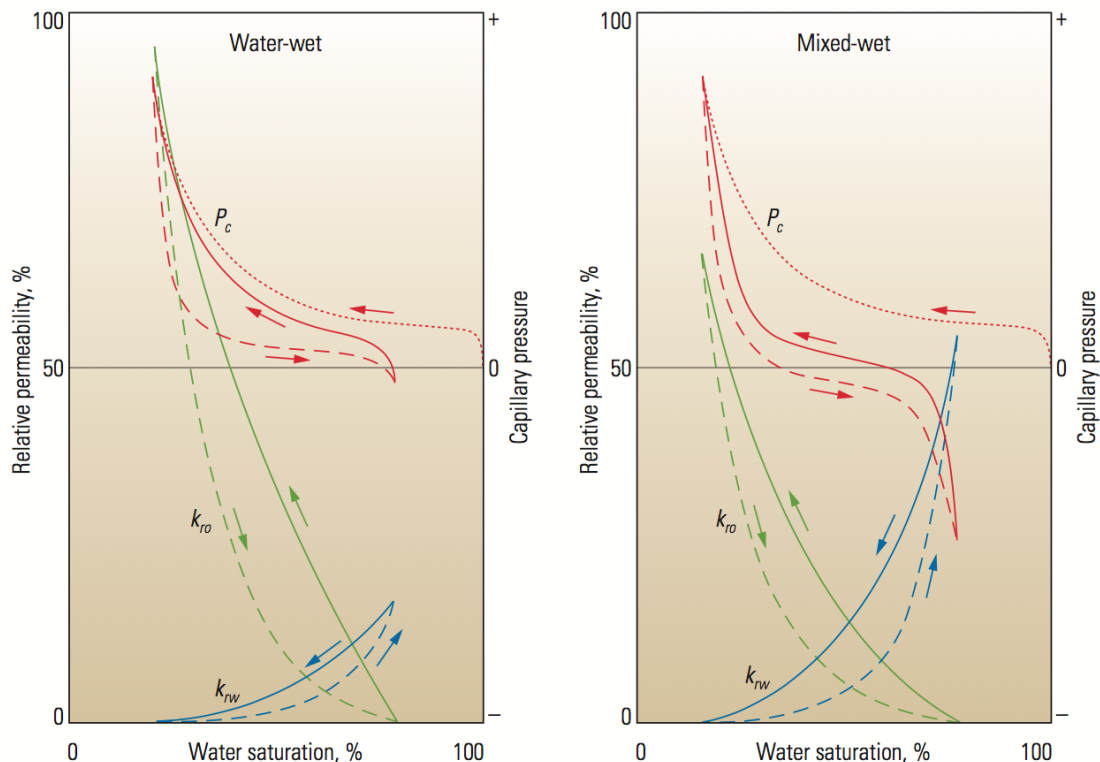 100
Water-wet
+
Relative permeability, %
Pc
50
0
Capillary pressure
kro
krw
0
–
0
Water saturation, %
100
100
Mixed-wet
+
Relative permeability, %
Pc
50
0
Capillary pressure
kro
krw
0
–
0
Water saturation, %
100